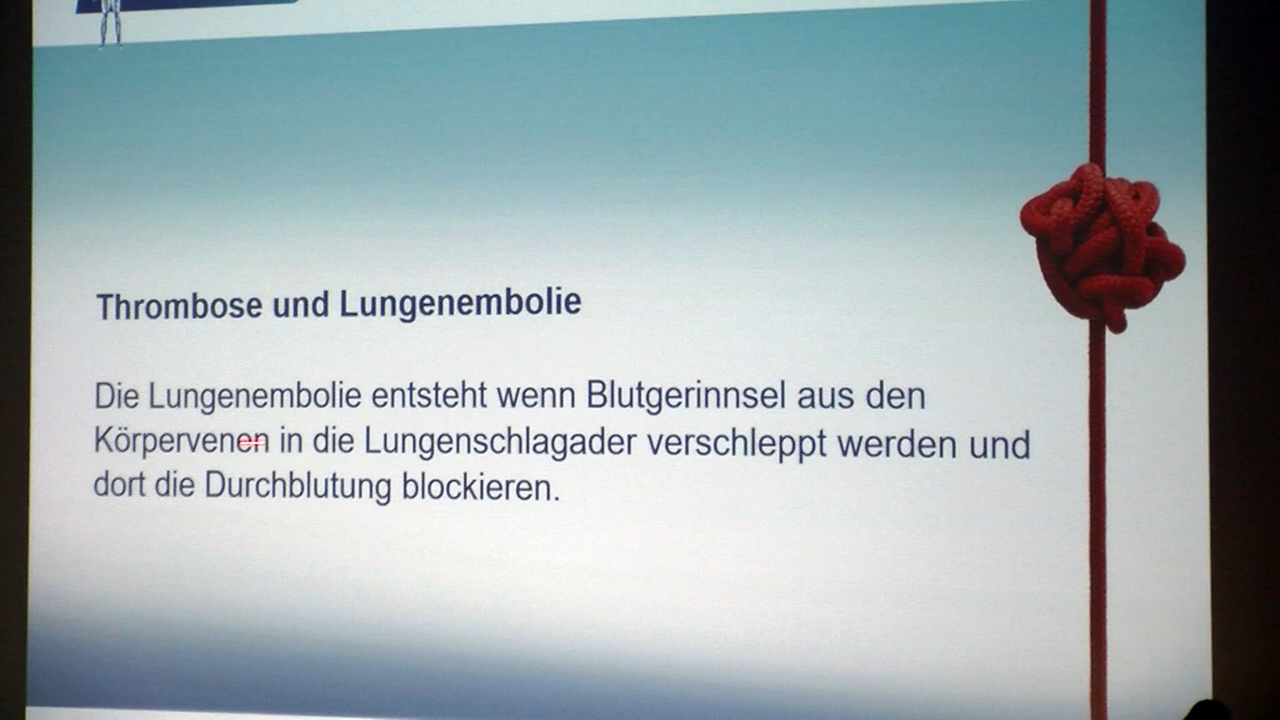 Thrombose und Lungenembolie
Die Lungenembolie entsteht wenn Blutgerinnsel aus den
Körpervenen in die Lungenschlagader verschleppt werden und
dort die Durchblutung blockieren.